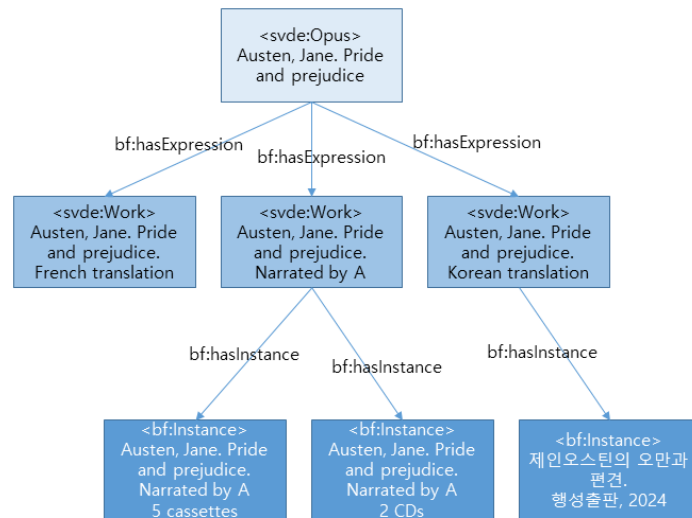 <svde:Opus>
Austen, Jane. Pride
and prejudice
bf:hasExpression
bf:hasExpression
bf:hasExpression
<svde:Work>
Austen, Jane. Pride
and prejudice.
French translation
<svde:Work>
Austen, Jane. Pride
and prejudice.
Narrated by A
<svde:Work>
Austen, Jane. Pride
and prejudice.
Korean translation
bf:hasInstance
bf:hasInstance
bf:hasInstance
<bf:Instance>
Austen, Jane. Pride
and prejudice.
Narrated by A
5 cassettes
<bf:Instance>
Austen, Jane. Pride
and prejudice.
Narrated by A
2 CDs
<bf:Instance>
제인오스틴의 오만과
편견.
행성출판, 2024